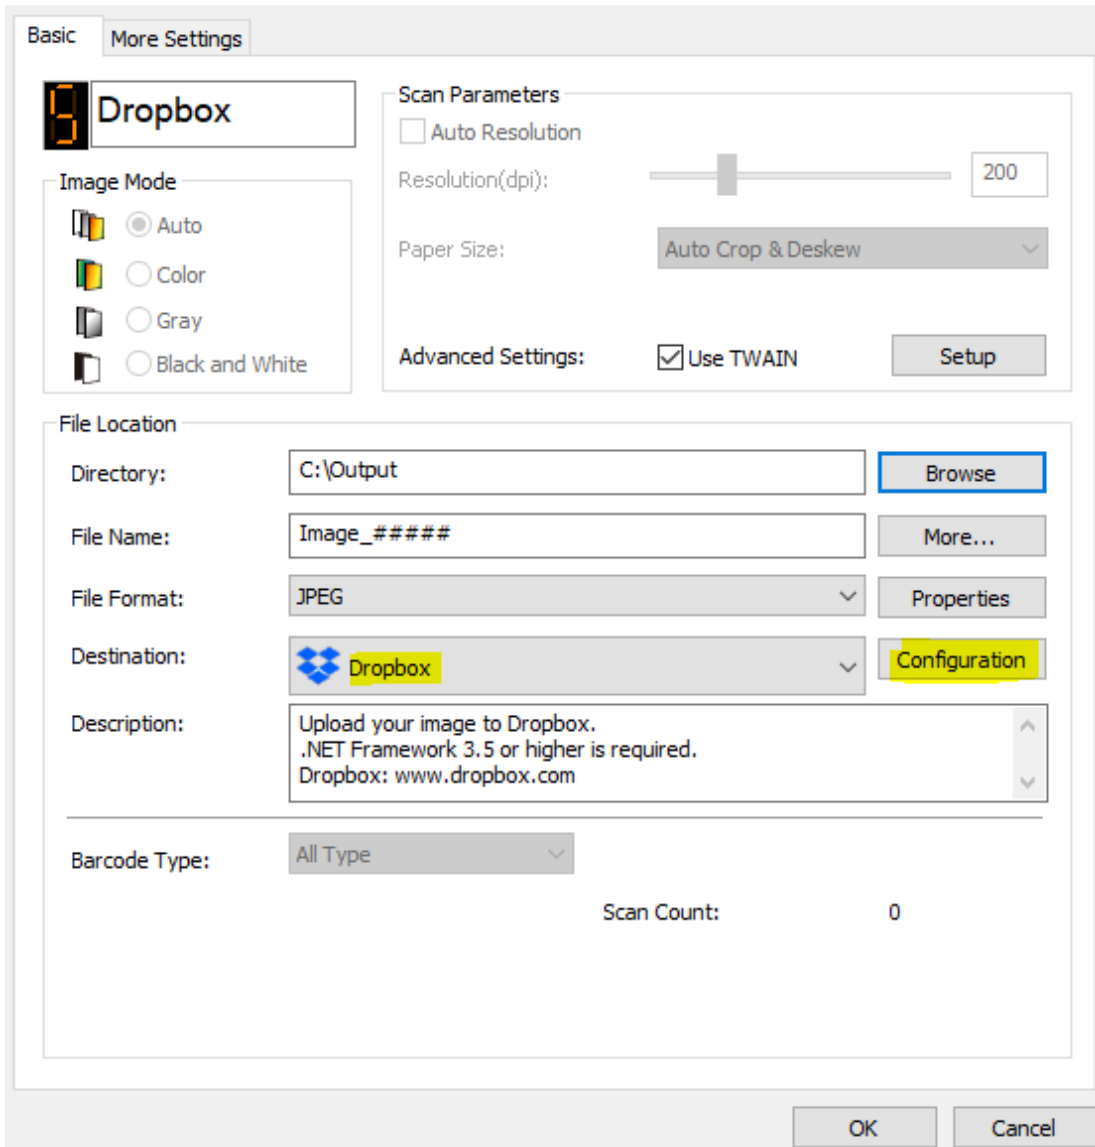 Basic
More Settings
5
Dropbox
Scan Parameters
Auto Resolution
Resolution(dpi):
200
Paper Size:
Auto Crop & Deskew
Advanced Settings:
Use TWAIN
Setup
Image Mode
Auto
Color
Gray
Black and White
File Location
Directory:
C:\Output
Browse
File Name:
Image_#####
More...
File Format:
JPEG
Properties
Destination:
Dropbox
Configuration
Description:
Upload your image to Dropbox.
.NET Framework 3.5 or higher is required.
Dropbox: www.dropbox.com
Barcode Type:
All Type
Scan Count:
0
OK
Cancel